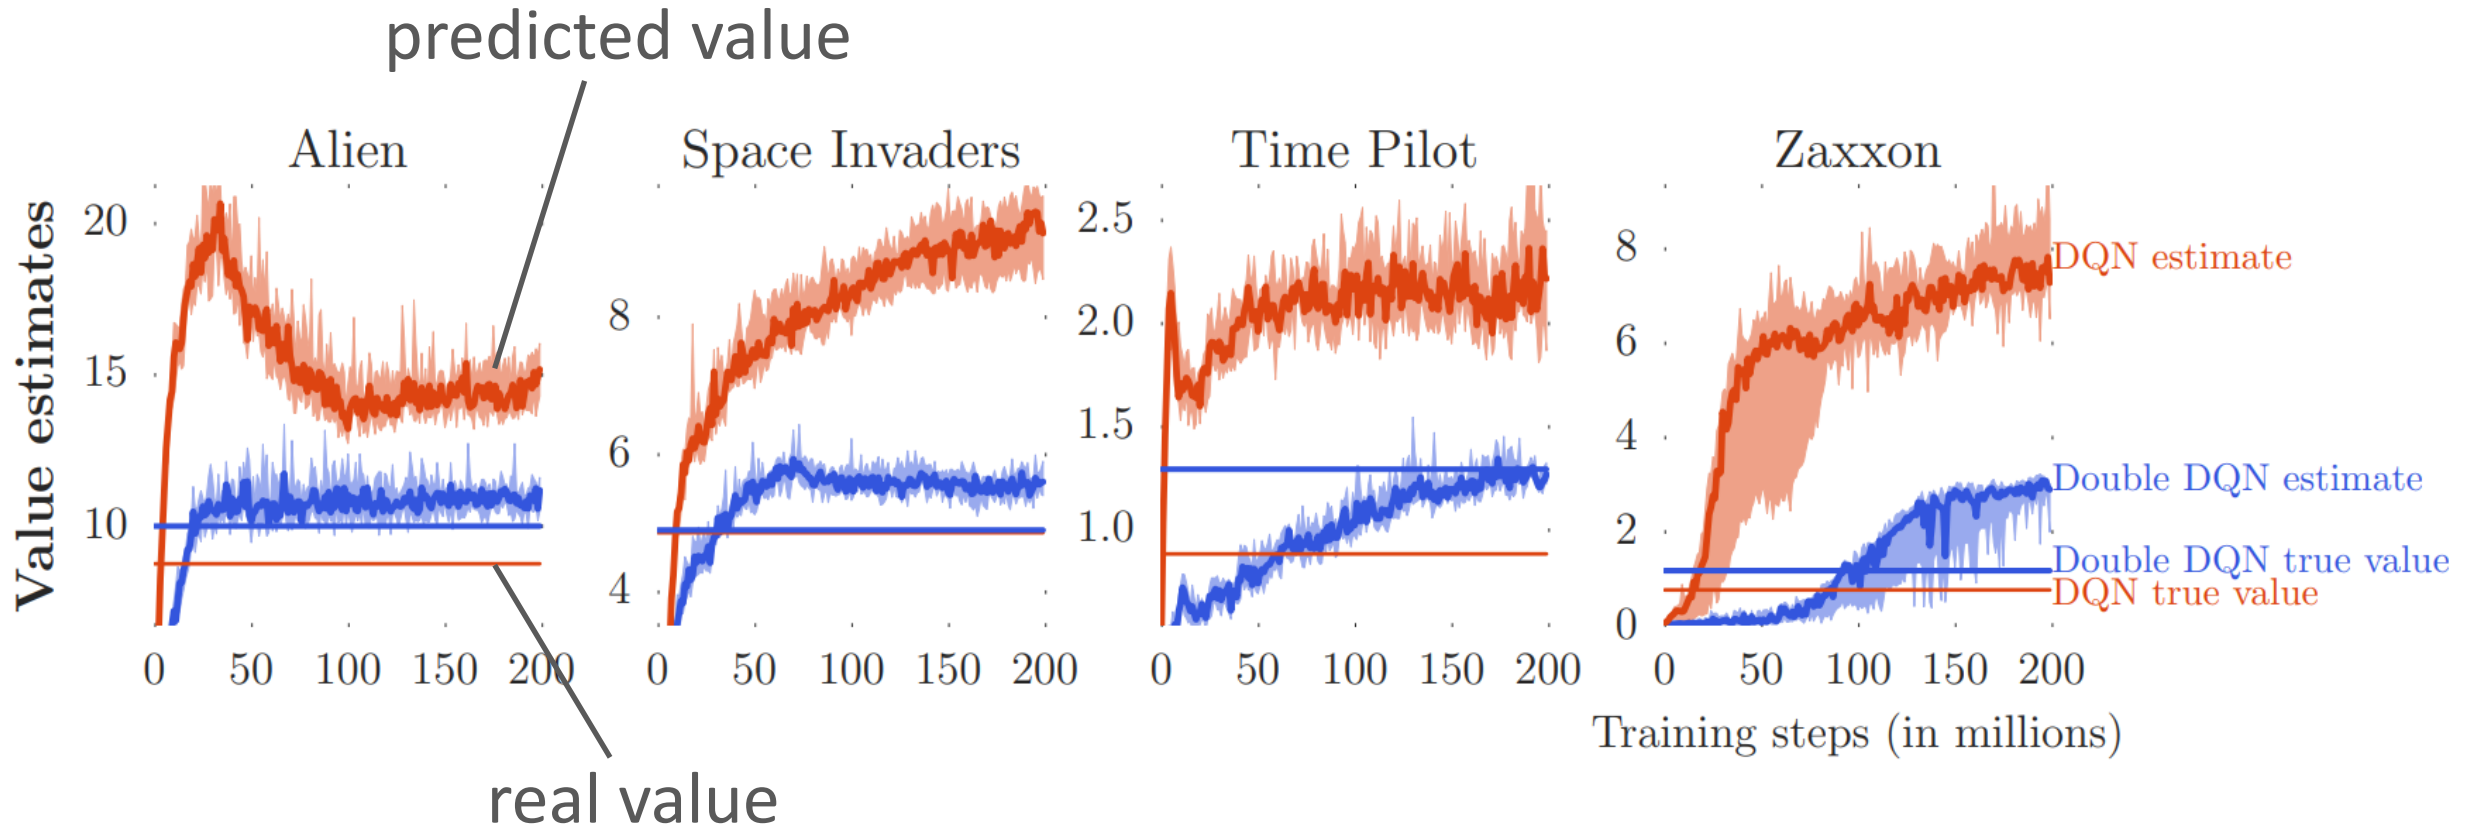 predicted value
Alien
Space Invaders
Time Pilot
Zaxxon
Value estimates
20
15
10
0
50
100
150
200
8
6
4
0
50
100
150
200
2.5
2.0
1.5
1.0
0
50
100
150
200
8
6
4
2
0
0
50
100
150
200
DQN estimate
Double DQN estimate
Double DQN true value
DQN true value
Training steps (in millions)
real value